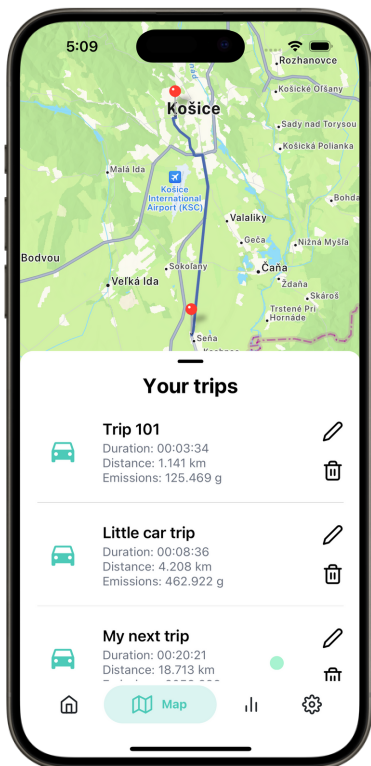 5:09
Rozhanovce
Košické Oľšany
Košice
Sady nad Torysou
Košická Polianka
Malá Ida
Košice
International
Airport (KSC)
Valaliky
Geča
Nižná Myšľa
Bodvou
Sokoľany
Čaňa
Veľká Ida
Ždaňa
Skároš
Trstené Pri
Hornáde
Seňa
Your trips
Trip 101
Duration: 00:03:34
Distance: 1.141 km
Emissions: 125.469 g
Little car trip
Duration: 00:08:36
Distance: 4.208 km
Emissions: 462.922 g
My next trip
Duration: 00:20:21
Distance: 18.713 km
Map